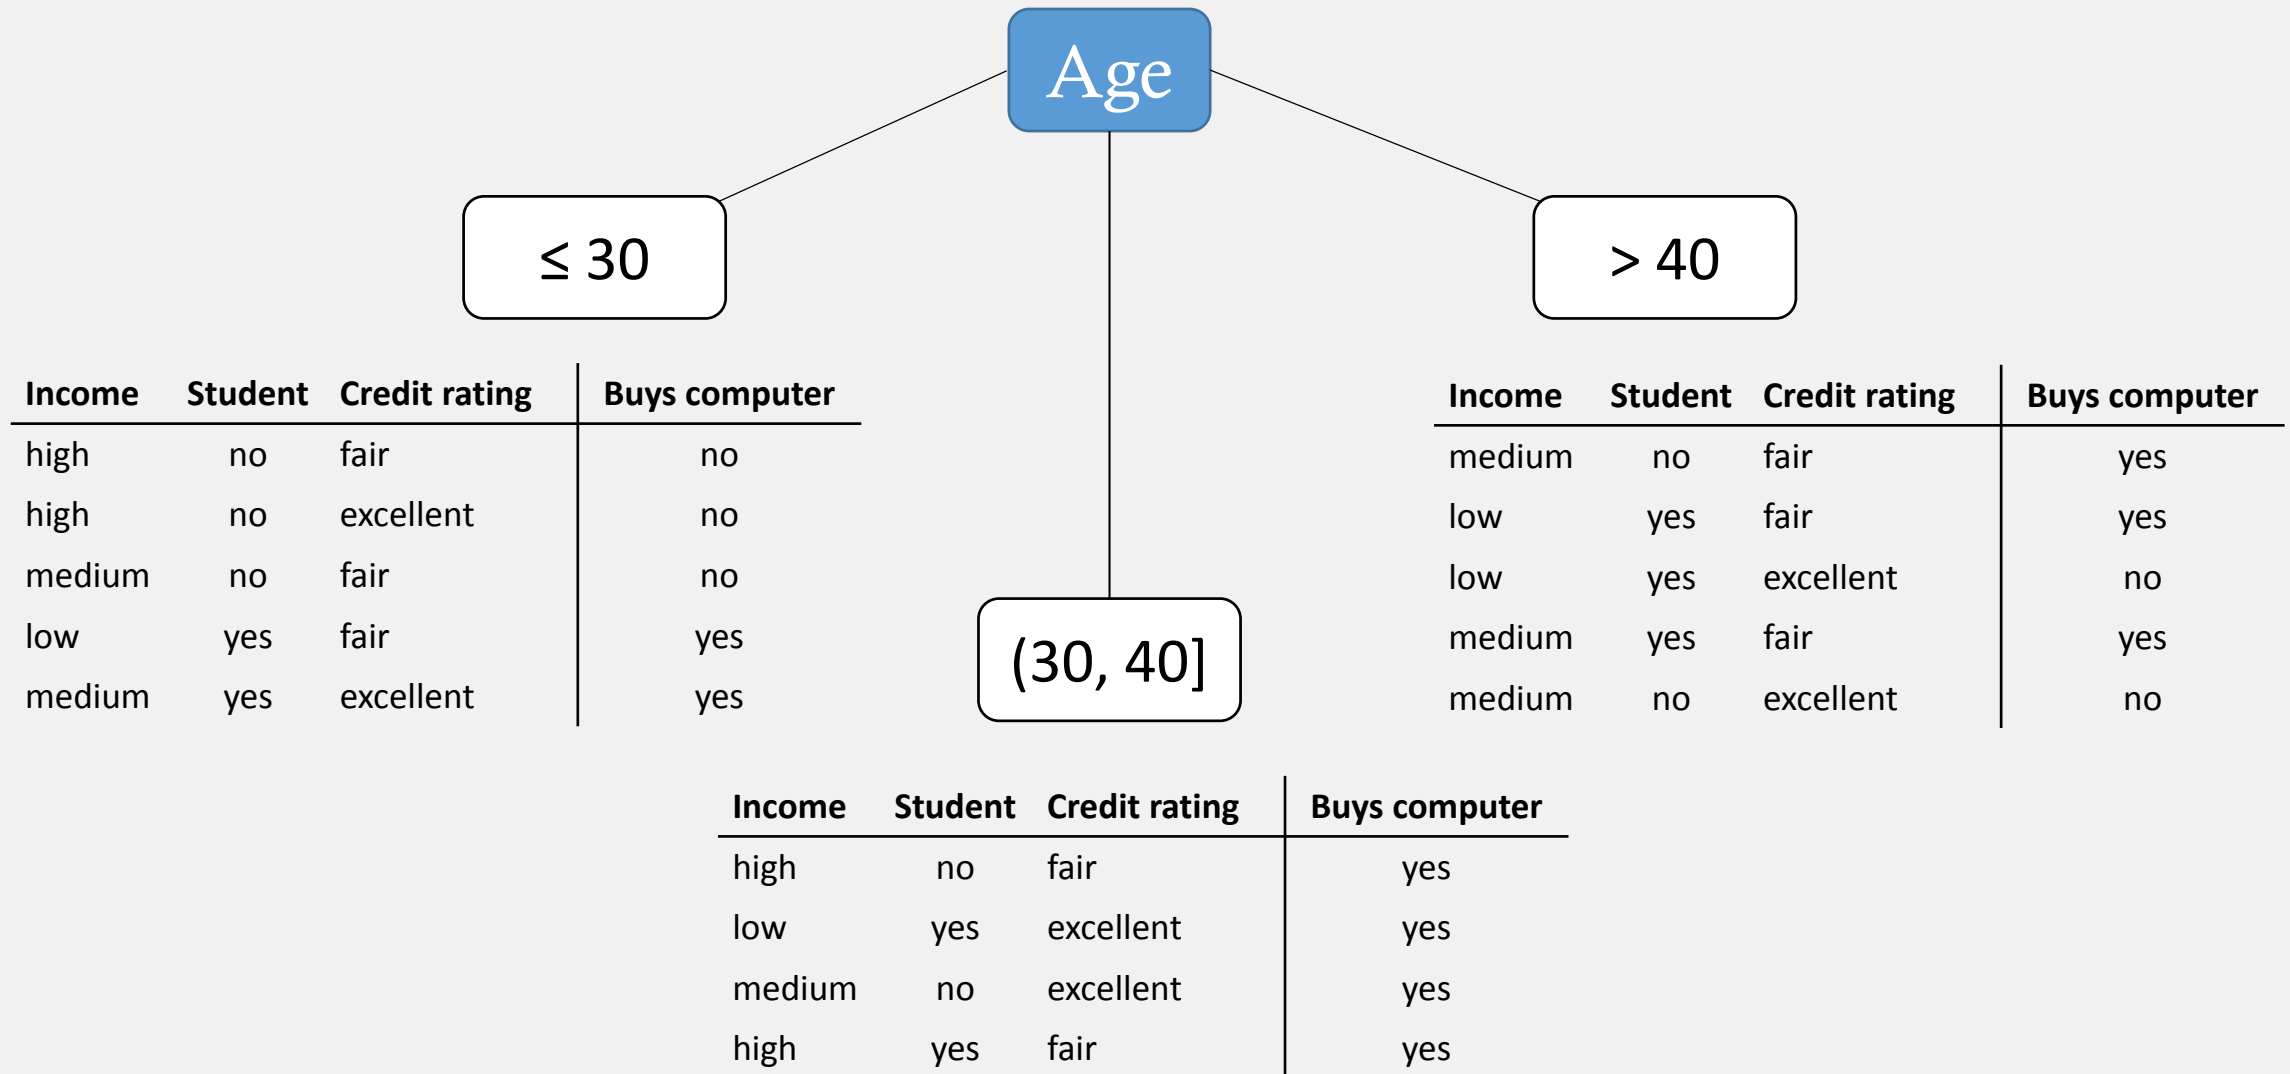 Age
≤ 30
> 40
Income Student Credit rating Buys computer
high no fair no
high no excellent no
medium no fair no
low yes fair yes
medium yes excellent yes
Income Student Credit rating Buys computer
medium no fair yes
low yes fair yes
low yes excellent no
medium yes fair yes
medium no excellent no
(30, 40]
Income Student Credit rating Buys computer
high no fair yes
low yes excellent yes
medium no excellent yes
high yes fair yes